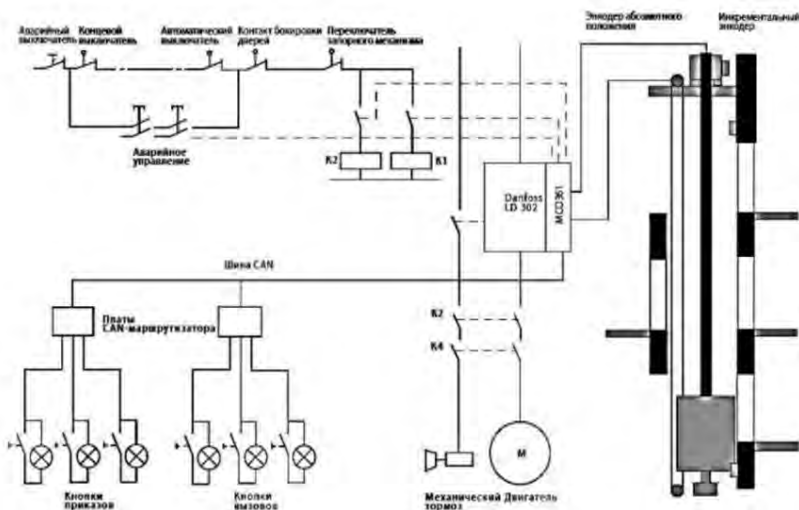 Аварийный
выключатель
Концевой
выключатель
Автоматический
выключатель
Контакт бокировки
дверей
Переключатель
запорного механизма
Энкодер абсолютного
положения
Инкрементальный
энкодер
Аварийное
управление
K2
K1
Danfoss
LD 302
MCO361
Шина CAN
Платы
CAN-маршрутизатора
K2
K4
M
Кнопки
приказов
Кнопки
вызовов
Механический
тормоз
Двигатель